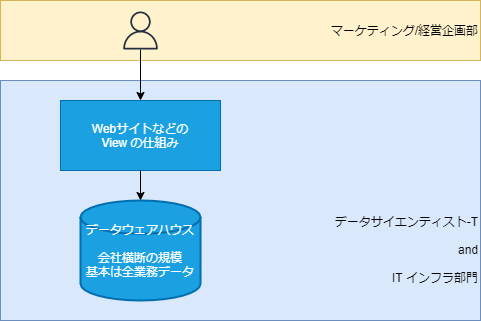 マーケティング/経営企画部
Webサイトなどの
View の仕組み
データウェアハウス
会社横断の規模
基本は全業務データ
データサイエンティスト-T
and
IT インフラ部門